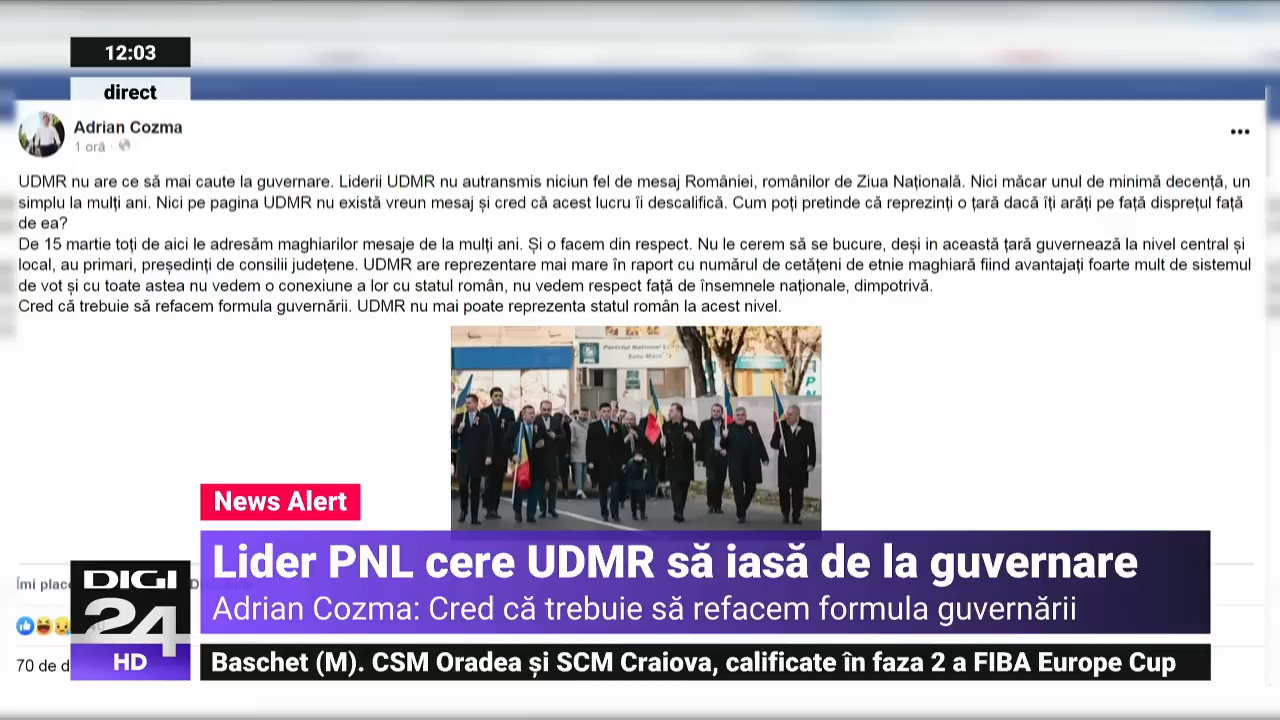 12:03
direct
Adrian Cozma
1 oră
UDMR nu are ce să mai caute la guvernare. Liderii UDMR nu autransmis niciun fel de mesaj României, românilor de Ziua Națională. Nici măcar unul de minimă decență, un
simplu la mulți ani. Nici pe pagina UDMR nu există vreun mesaj și cred că acest lucru îi descalifică. Cum poți pretinde că reprezinți o țară dacă îți arăți pe față disprețul față
de ea?
De 15 martie toți de aici le adresăm maghiarilor mesaje de la mulți ani. Și o facem din respect. Nu le cerem să se bucure, deși in această țară guvernează la nivel central și
local, au primari, președinți de consilii județene. UDMR are reprezentare mai mare în raport cu numărul de cetățeni de etnie maghiară fiind avantajați foarte mult de sistemul
de vot și cu toate astea nu vedem o conexiune a lor cu statul român, nu vedem respect față de însemnele naționale, dimpotrivă.
Cred că trebuie să refacem formula guvernării. UDMR nu mai poate reprezenta statul român la acest nivel.
PNL
Satu Mare
News Alert
Lider PNL cere UDMR să iasă de la guvernare
Îmi place
Adrian Cozma: Cred că trebuie să refacem formula guvernării
DIGI
24
HD
70 de
Baschet (M). CSM Oradea și SCM Craiova, calificate în faza 2 a FIBA Europe Cup